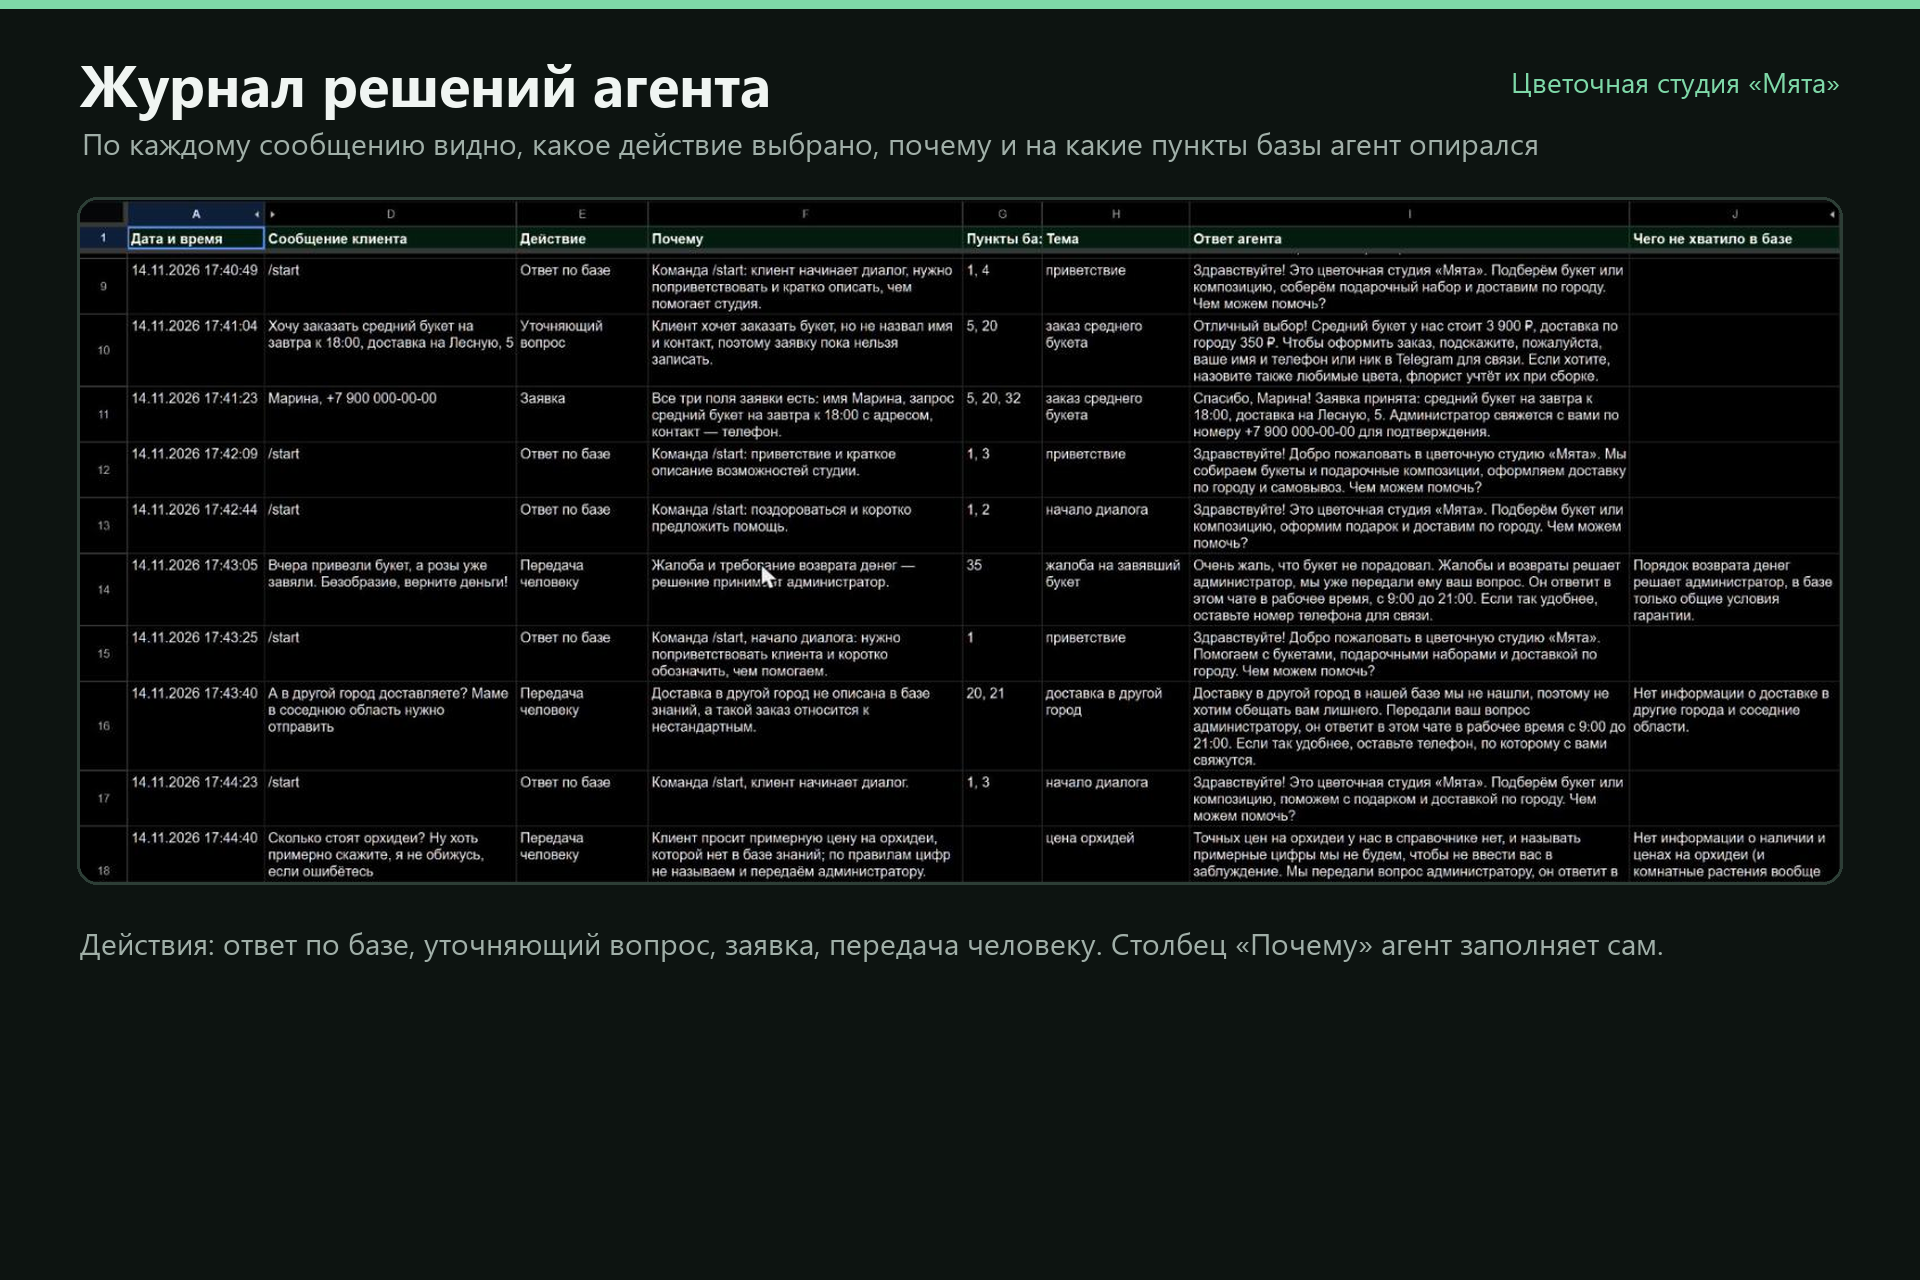 Журнал решений агента
Цветочная студия «Мята»
По каждому сообщению видно, какое действие выбрано, почему и на какие пункты базы агент опирался
A D E F G H I J
1 Дата и время Сообщение клиента Действие Почему Пункты ба: Тема Ответ агента Чего не хватило в базе
9
14.11.2026 17:40:49
/start
Ответ по базе
Команда /start: клиент начинает диалог, нужно
поприветствовать и кратко описать, чем
помогает студия.
1, 4
приветствие
Здравствуйте! Это цветочная студия «Мята». Подберём букет или
композицию, соберём подарочный набор и доставим по городу.
Чем можем помочь?
10
14.11.2026 17:41:04
Хочу заказать средний букет на
завтра к 18:00, доставка на Лесную, 5
Уточняющий
вопрос
Клиент хочет заказать букет, но не назвал имя
и контакт, поэтому заявку пока нельзя
записать.
5, 20
заказ среднего
букета
Отличный выбор! Средний букет у нас стоит 3 900 ₽, доставка по
городу 350 ₽. Чтобы оформить заказ, подскажите, пожалуйста,
ваше имя и телефон или ник в Telegram для связи. Если хотите,
назовите также любимые цвета, флорист учтёт их при сборке.
11
14.11.2026 17:41:23
Марина, +7 900 000-00-00
Заявка
Все три поля заявки есть: имя Марина, запрос
средний букет на завтра к 18:00 с адресом,
контакт — телефон.
5, 20, 32
заказ среднего
букета
Спасибо, Марина! Заявка принята: средний букет на завтра к
18:00, доставка на Лесную, 5. Администратор свяжется с вами по
номеру +7 900 000-00-00 для подтверждения.
12
14.11.2026 17:42:09
/start
Ответ по базе
Команда /start: приветствие и краткое
описание возможностей студии.
1, 3
приветствие
Здравствуйте! Добро пожаловать в цветочную студию «Мята». Мы
собираем букеты и подарочные композиции, оформляем доставку
по городу и самовывоз. Чем можем помочь?
13
14.11.2026 17:42:44
/start
Ответ по базе
Команда /start: поздороваться и коротко
предложить помощь.
1, 2
начало диалога
Здравствуйте! Это цветочная студия «Мята». Подберём букет или
композицию, оформим подарок и доставим по городу. Чем можем
помочь?
14
14.11.2026 17:43:05
Вчера привезли букет, а розы уже
завяли. Безобразие, верните деньги!
Передача
человеку
Жалоба и требование возврата денег —
решение принимает администратор.
35
жалоба на завявший
букет
Очень жаль, что букет не порадовал. Жалобы и возвраты решает
администратор, мы уже передали ему ваш вопрос. Он ответит в
этом чате в рабочее время, с 9:00 до 21:00. Если так удобнее,
оставьте номер телефона для связи.
Порядок возврата денег
решает администратор, в базе
только общие условия
гарантии.
15
14.11.2026 17:43:25
/start
Ответ по базе
Команда /start, начало диалога: нужно
поприветствовать клиента и коротко
обозначить, чем помогаем.
1
приветствие
Здравствуйте! Добро пожаловать в цветочную студию «Мята».
Помогаем с букетами, подарочными наборами и доставкой по
городу. Чем можем помочь?
16
14.11.2026 17:43:40
А в другой город доставляете? Маме
в соседнюю область нужно
отправить
Передача
человеку
Доставка в другой город не описана в базе
знаний, а такой заказ относится к
нестандартным.
20, 21
доставка в другой
город
Доставку в другой город в нашей базе мы не нашли, поэтому не
хотим обещать вам лишнего. Передали ваш вопрос
администратору, он ответит в этом чате в рабочее время с 9:00 до
21:00. Если так удобнее, оставьте телефон, по которому с вами
свяжутся.
Нет информации о доставке в
другие города и соседние
области.
17
14.11.2026 17:44:23
/start
Ответ по базе
Команда /start, клиент начинает диалог.
1, 3
начало диалога
Здравствуйте! Это цветочная студия «Мята». Подберём букет или
композицию, поможем с подарком и доставкой по городу. Чем
можем помочь?
18
14.11.2026 17:44:40
Сколько стоят орхидеи? Ну хоть
примерно скажите, я не обижусь,
если ошибётесь
Передача
человеку
Клиент просит примерную цену на орхидеи,
которой нет в базе знаний; по правилам цифр
не называем и передаём администратору.
цена орхидей
Точных цен на орхидеи у нас в справочнике нет, и называть
примерные цифры мы не будем, чтобы не ввести вас в
заблуждение. Мы передали вопрос администратору, он ответит в
Нет информации о наличии и
ценах на орхидеи (и
комнатные растения вообще
Действия: ответ по базе, уточняющий вопрос, заявка, передача человеку. Столбец «Почему» агент заполняет сам.